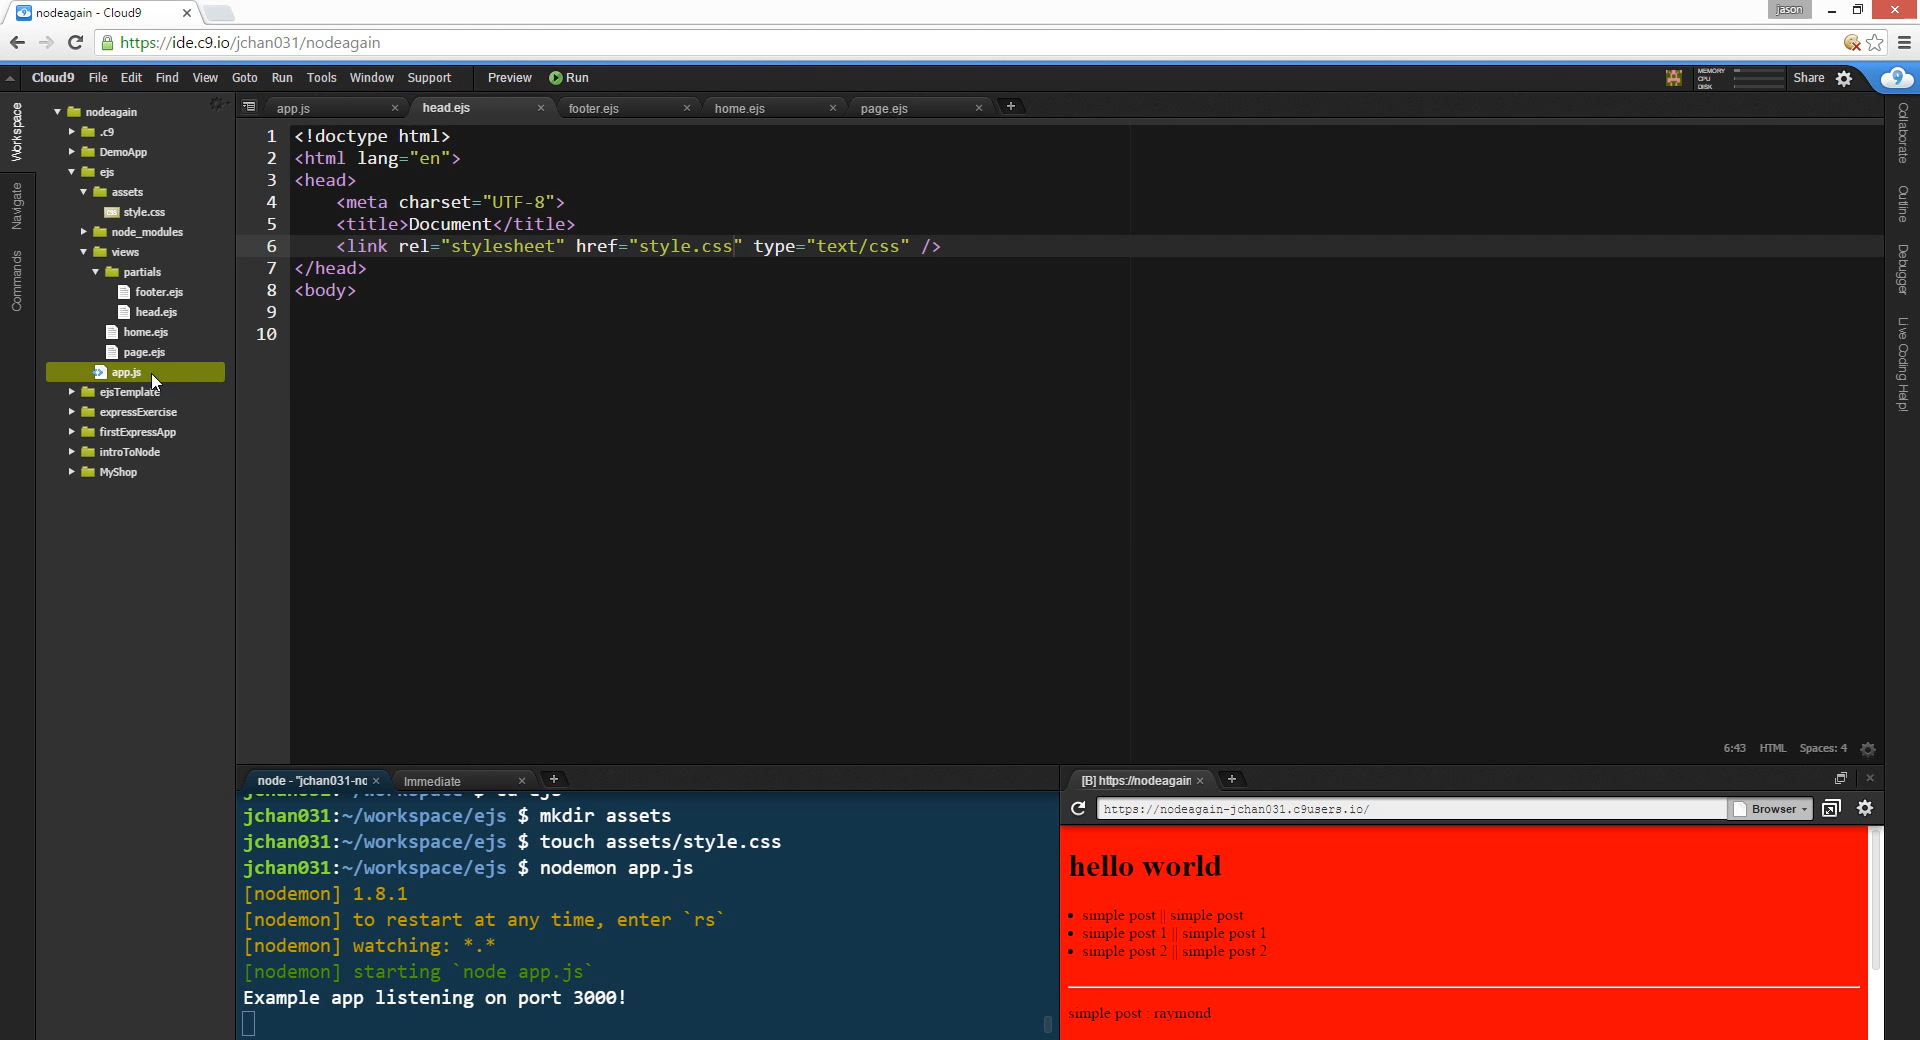 nodeagain - Cloud9
jason
https://ide.c9.io/jchan031/nodeagain
Cloud9 File Edit Find View Goto Run Tools Window Support Preview Run
MEMORY
CPU
DISK
Share
Workspace
Navigate
Commands
nodeagain
.c9
DemoApp
ejs
assets
style.css
node_modules
views
partials
footer.ejs
head.ejs
home.ejs
page.ejs
app.js
ejsTemplate
expressExercise
firstExpressApp
introToNode
MyShop
app.js head.ejs footer.ejs home.ejs page.ejs
1 <!doctype html>
2 <html lang="en">
3 <head>
4 <meta charset="UTF-8">
5 <title>Document</title>
6 <link rel="stylesheet" href="style.css" type="text/css" />
7 </head>
8 <body>
9
10
6:43 HTML Spaces: 4
Collaborate
Outline
Debugger
Live Coding Help!
node - "jchan031-no Immediate
jchan031:~/workspace/ejs $ mkdir assets
jchan031:~/workspace/ejs $ touch assets/style.css
jchan031:~/workspace/ejs $ nodemon app.js
[nodemon] 1.8.1
[nodemon] to restart at any time, enter `rs`
[nodemon] watching: *.*
[nodemon] starting `node app.js`
Example app listening on port 3000!
[B] https://nodeagain
https://nodeagain-jchan031.c9users.io/
Browser
hello world
simple post || simple post
simple post 1 || simple post 1
simple post 2 || simple post 2
simple post : raymond